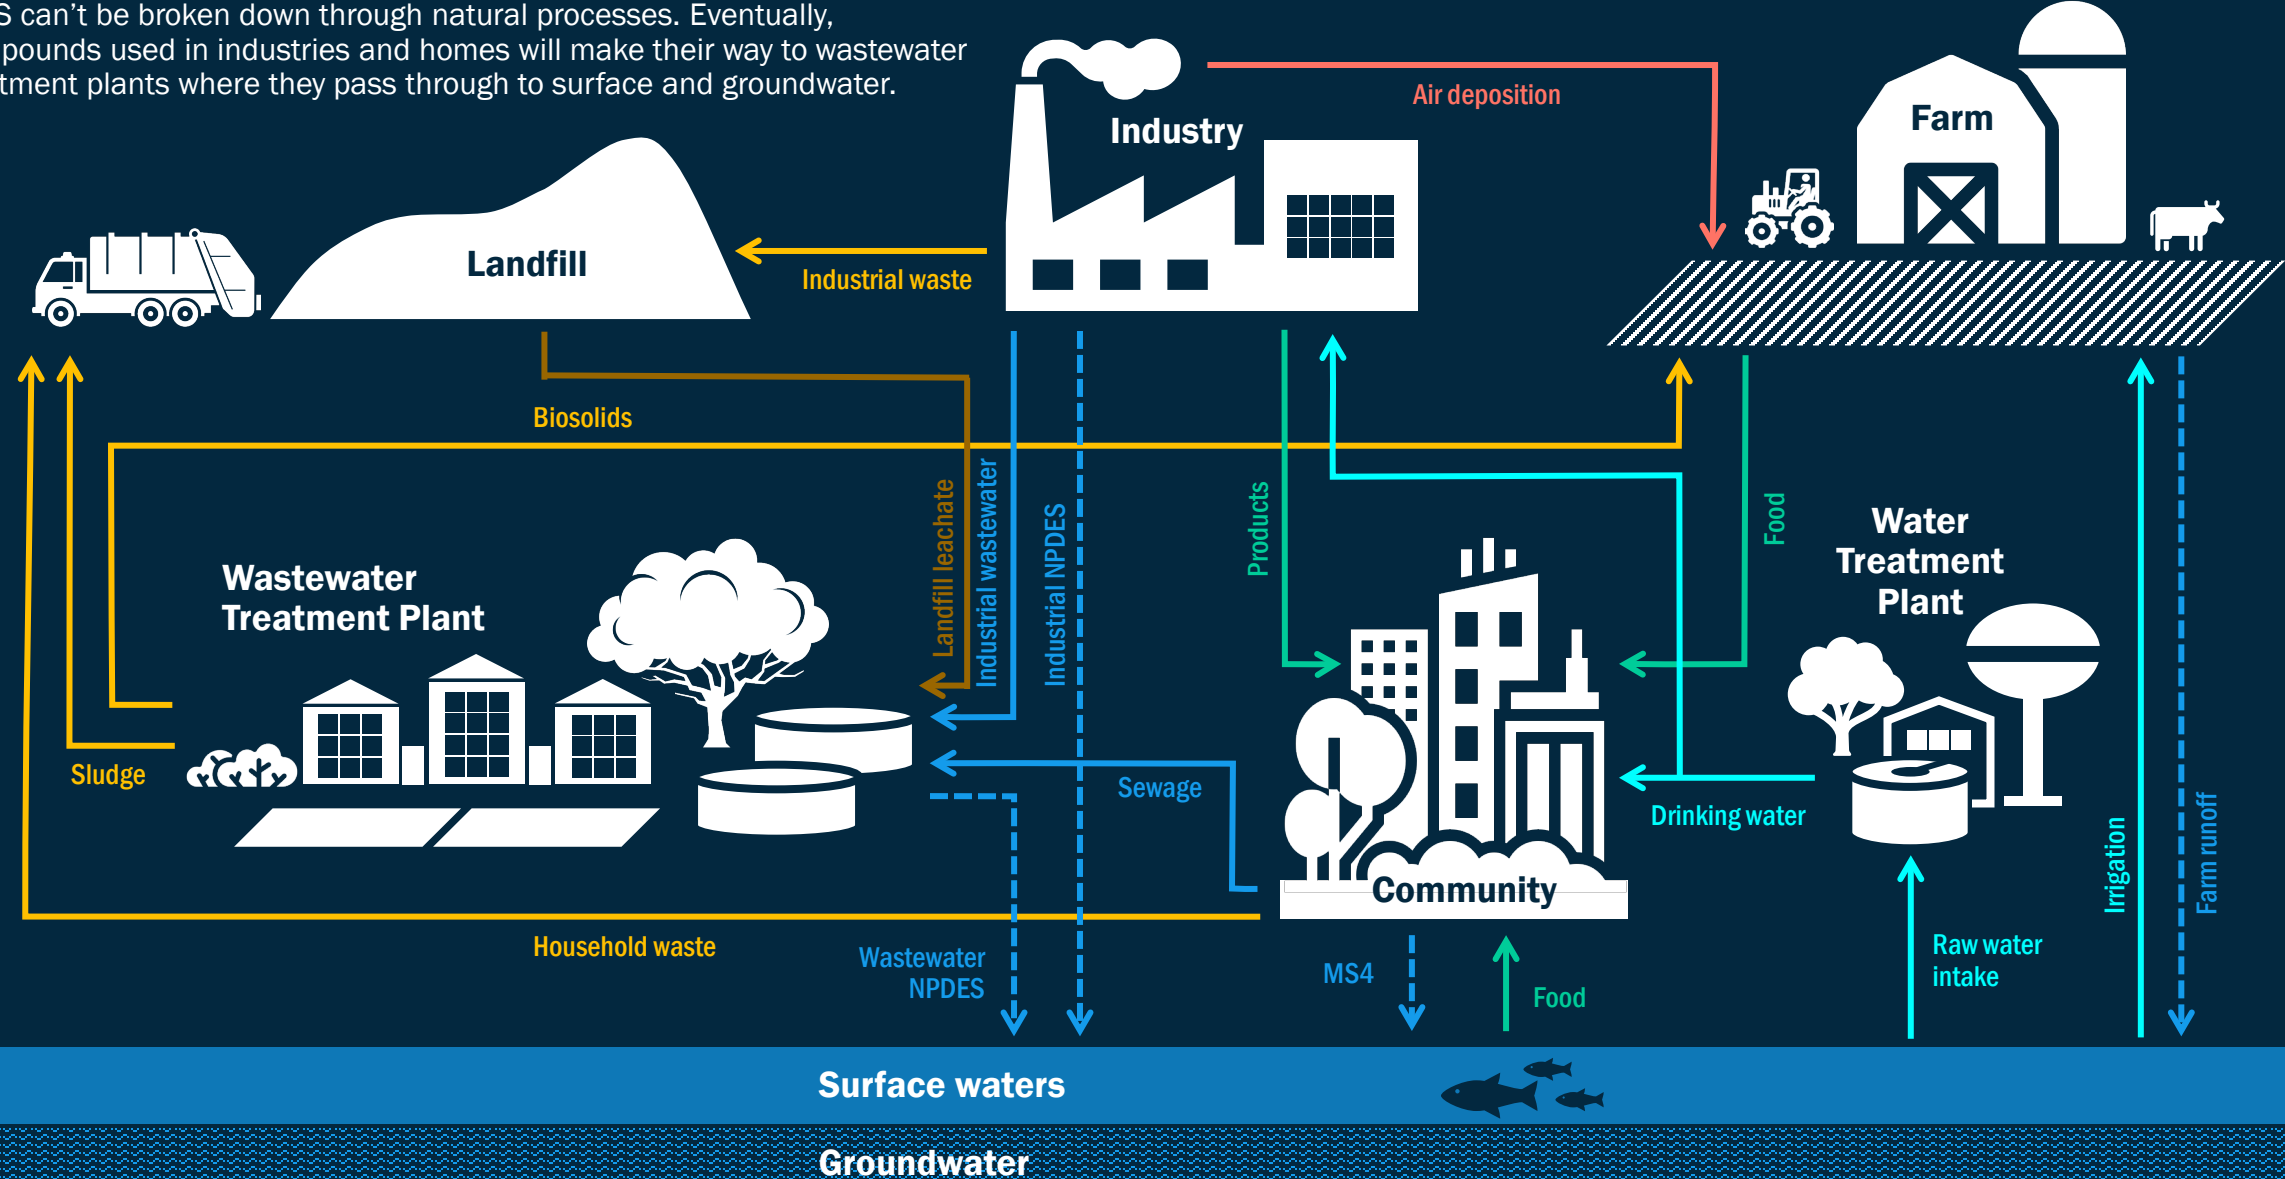 S can't be broken down through natural processes. Eventually,
pounds used in industries and homes will make their way to wastewater
tment plants where they pass through to surface and groundwater.
Air deposition
Industry
Farm
Landfill
Industrial waste
Biosolids
Landfill leachate
Industrial wastewater
Industrial NPDES
Products
Food
Water
Treatment
Plant
Wastewater
Treatment Plant
Sludge
Sewage
Drinking water
Irrigation
Farm runoff
Community
Household waste
Wastewater
NPDES
MS4
Food
Raw water
intake
Surface waters
Groundwater